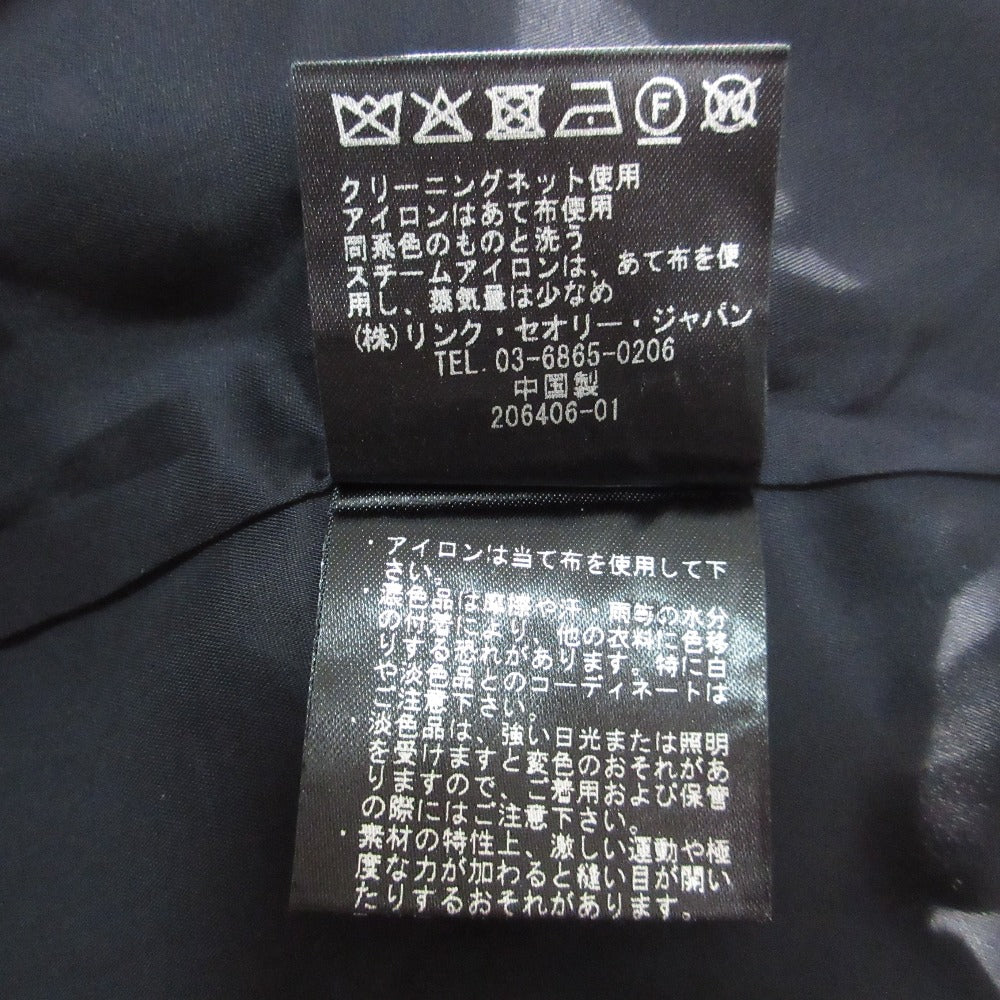 F
W
クリーニングネット使用
アイロンはあて布使用
同系色のものと洗う
スチームアイロンは、あて布を使
用し、蒸気量は少なめ
(株)リンク・セオリー・ジャパン
TEL.03-6865-0206
中国製
206406-01
・アイロンは当て布を使用して下
さい。
・濃色品は摩擦や汗・雨等の水分
のり付着により、他の衣料に色移
りやすい色品とのコーディネートは
ご注意下さい。
・淡色品は、強い日光または照明
を受けますと変色のおそれがあ
りますので、ご着用および保管
の際にはご注意下さい。
・素材の特性上、激しい運動や極
度な力が加わると縫い目が開い
たりするおそれがあります。